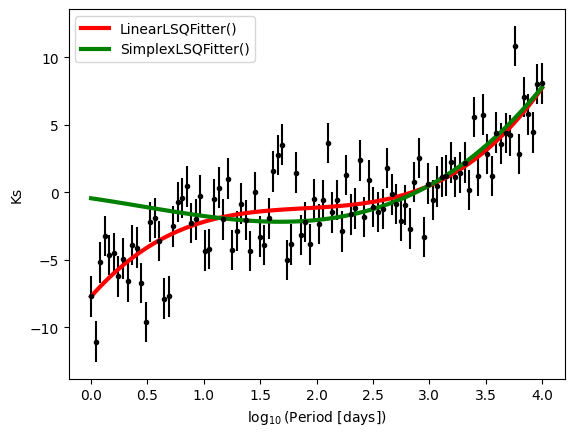 LinearLSQFitter()
SimplexLSQFitter()
10
5
0
−5
−10
Ks
0.0 0.5 1.0 1.5 2.0 2.5 3.0 3.5 4.0
log₁₀(Period [days])